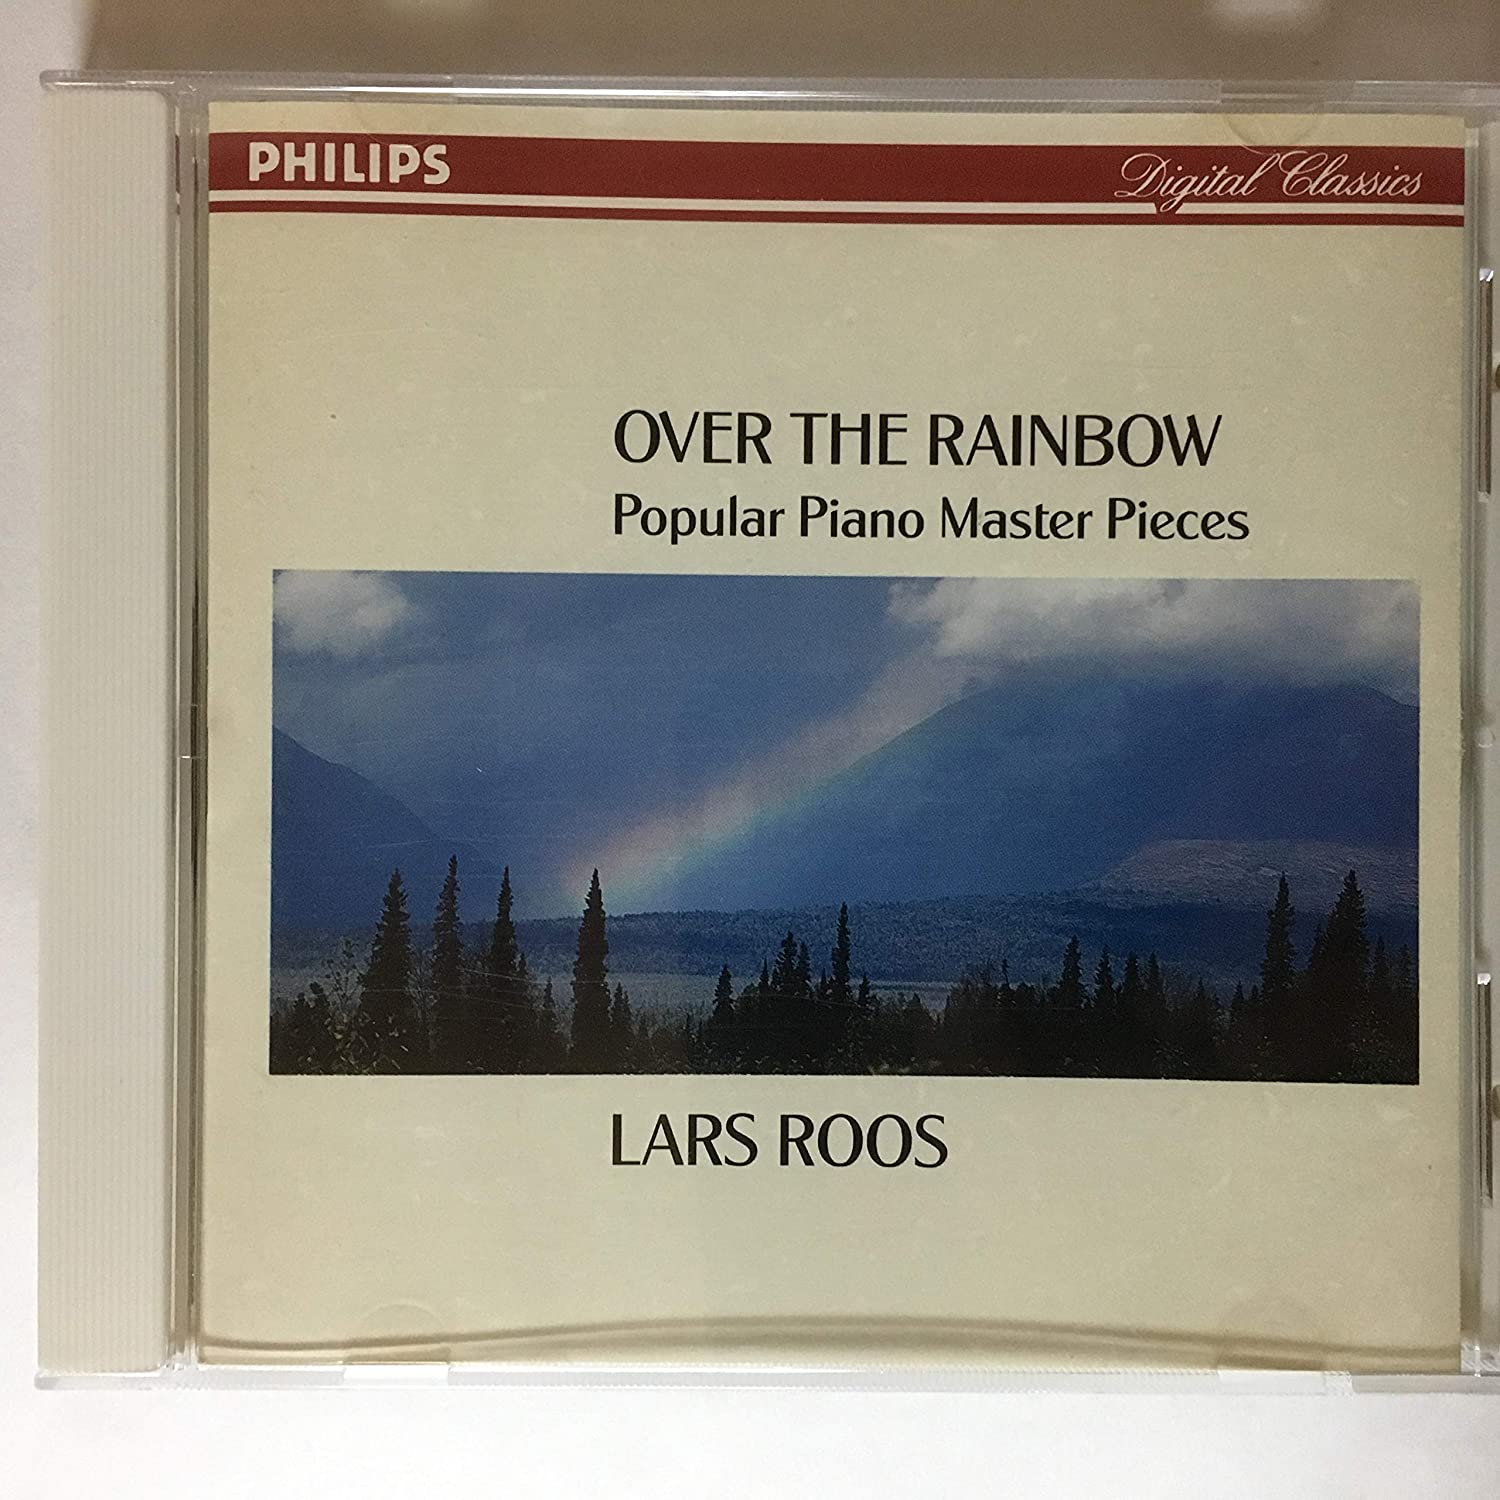 PHILIPS
Digital Classics
OVER THE RAINBOW
Popular Piano Master Pieces
LARS ROOS